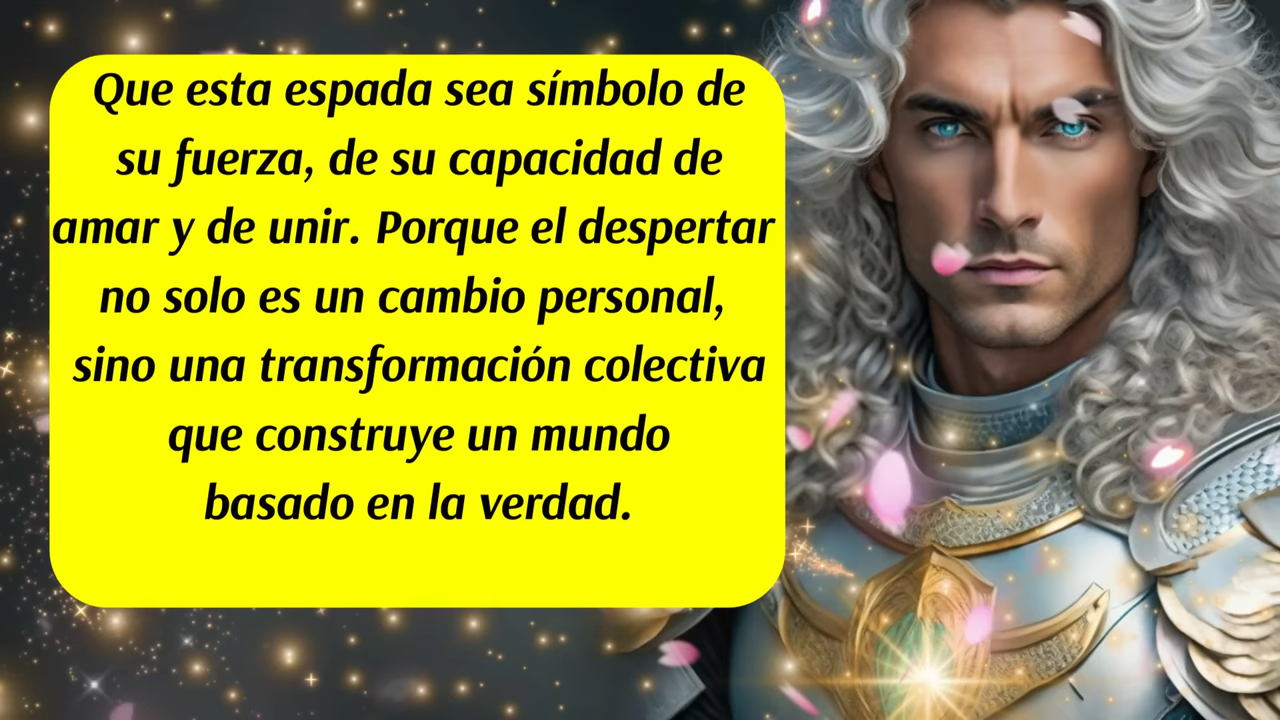 Que esta espada sea símbolo de
su fuerza, de su capacidad de
amar y de unir. Porque el despertar
no solo es un cambio personal,
sino una transformación colectiva
que construye un mundo
basado en la verdad.